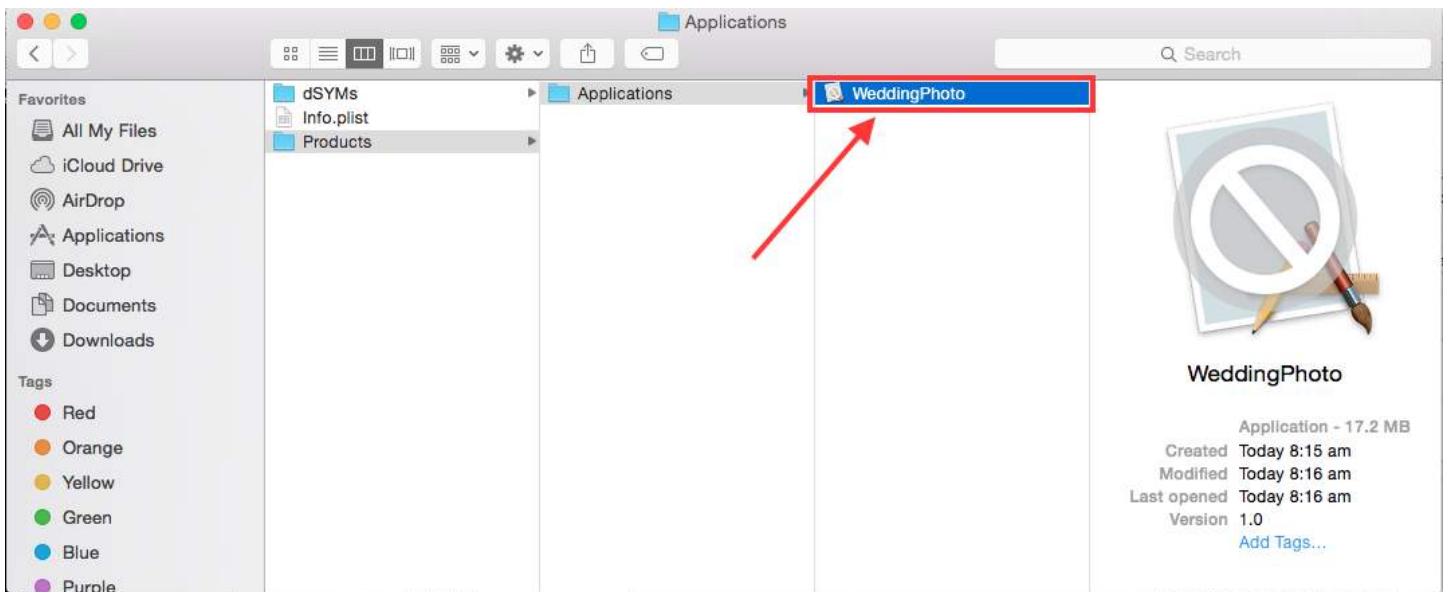 Applications
Search
Favorites
All My Files
iCloud Drive
AirDrop
Applications
Desktop
Documents
Downloads
Tags
Red
Orange
Yellow
Green
Blue
Purple
dSYMs
Info.plist
Products
Applications
WeddingPhoto
WeddingPhoto
Application - 17.2 MB
Created Today 8:15 am
Modified Today 8:16 am
Last opened Today 8:16 am
Version 1.0
Add Tags...